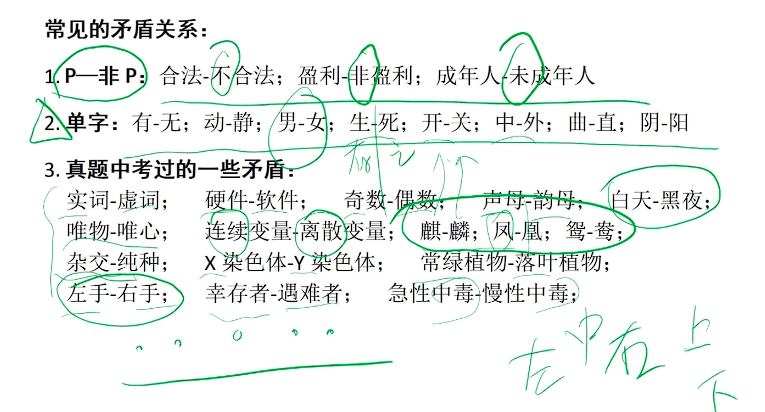 常见的矛盾关系：
1. P—非 P：合法-不合法；盈利-非盈利；成年人-未成年人
2. 单字：有-无；动-静；男-女；生-死；开-关；中-外；曲-直；阴-阳
3. 真题中考过的一些矛盾：
实词-虚词； 硬件-软件； 奇数-偶数； 声母-韵母； 白天-黑夜；
唯物-唯心； 连续变量-离散变量； 麒-麟；凤-凰；鸳-鸯；
杂交-纯种； X 染色体-Y 染色体； 常绿植物-落叶植物；
左手-右手； 幸存者-遇难者； 急性中毒-慢性中毒；
左 中 右 上
下